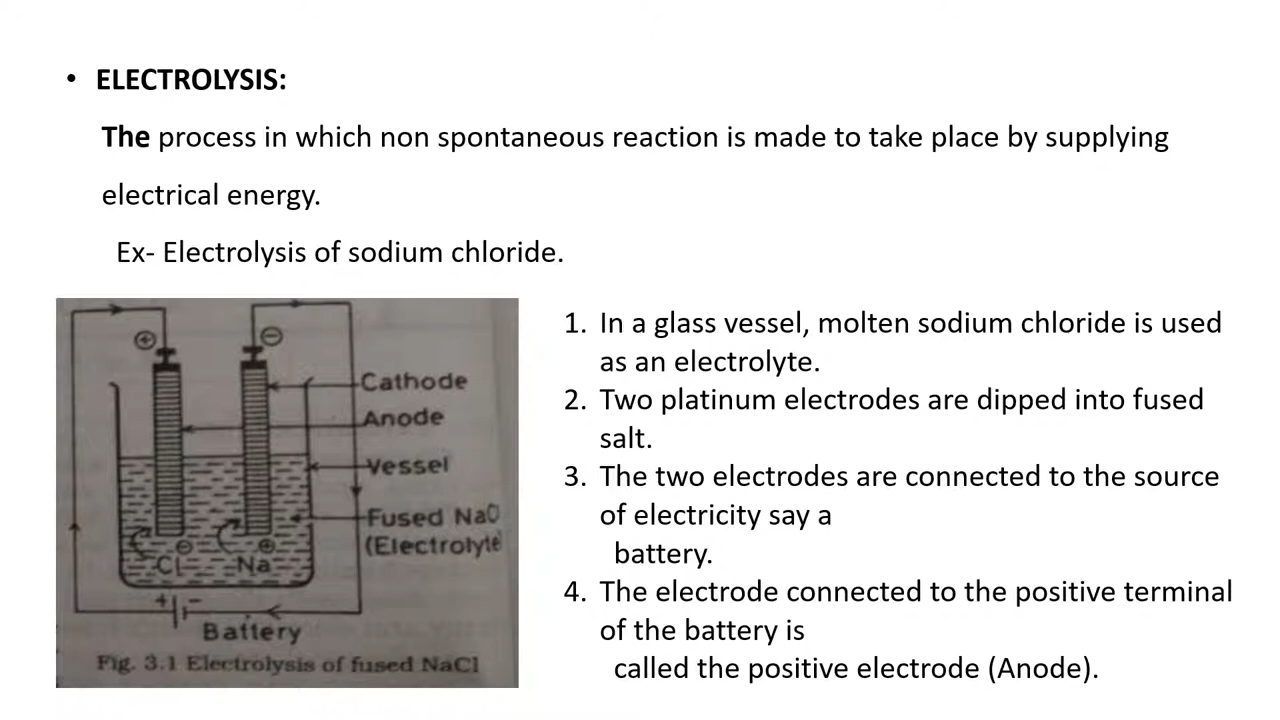 • ELECTROLYSIS:
The process in which non spontaneous reaction is made to take place by supplying
electrical energy.
Ex- Electrolysis of sodium chloride.
⊕ ⊖
Cathode
Anode
Vessel
Fused NaCl
(Electrolyte)
⊖ ⊕
Cl Na
+ -
Battery
Fig. 3.1 Electrolysis of fused NaCl
1. In a glass vessel, molten sodium chloride is used
as an electrolyte.
2. Two platinum electrodes are dipped into fused
salt.
3. The two electrodes are connected to the source
of electricity say a
battery.
4. The electrode connected to the positive terminal
of the battery is
called the positive electrode (Anode).